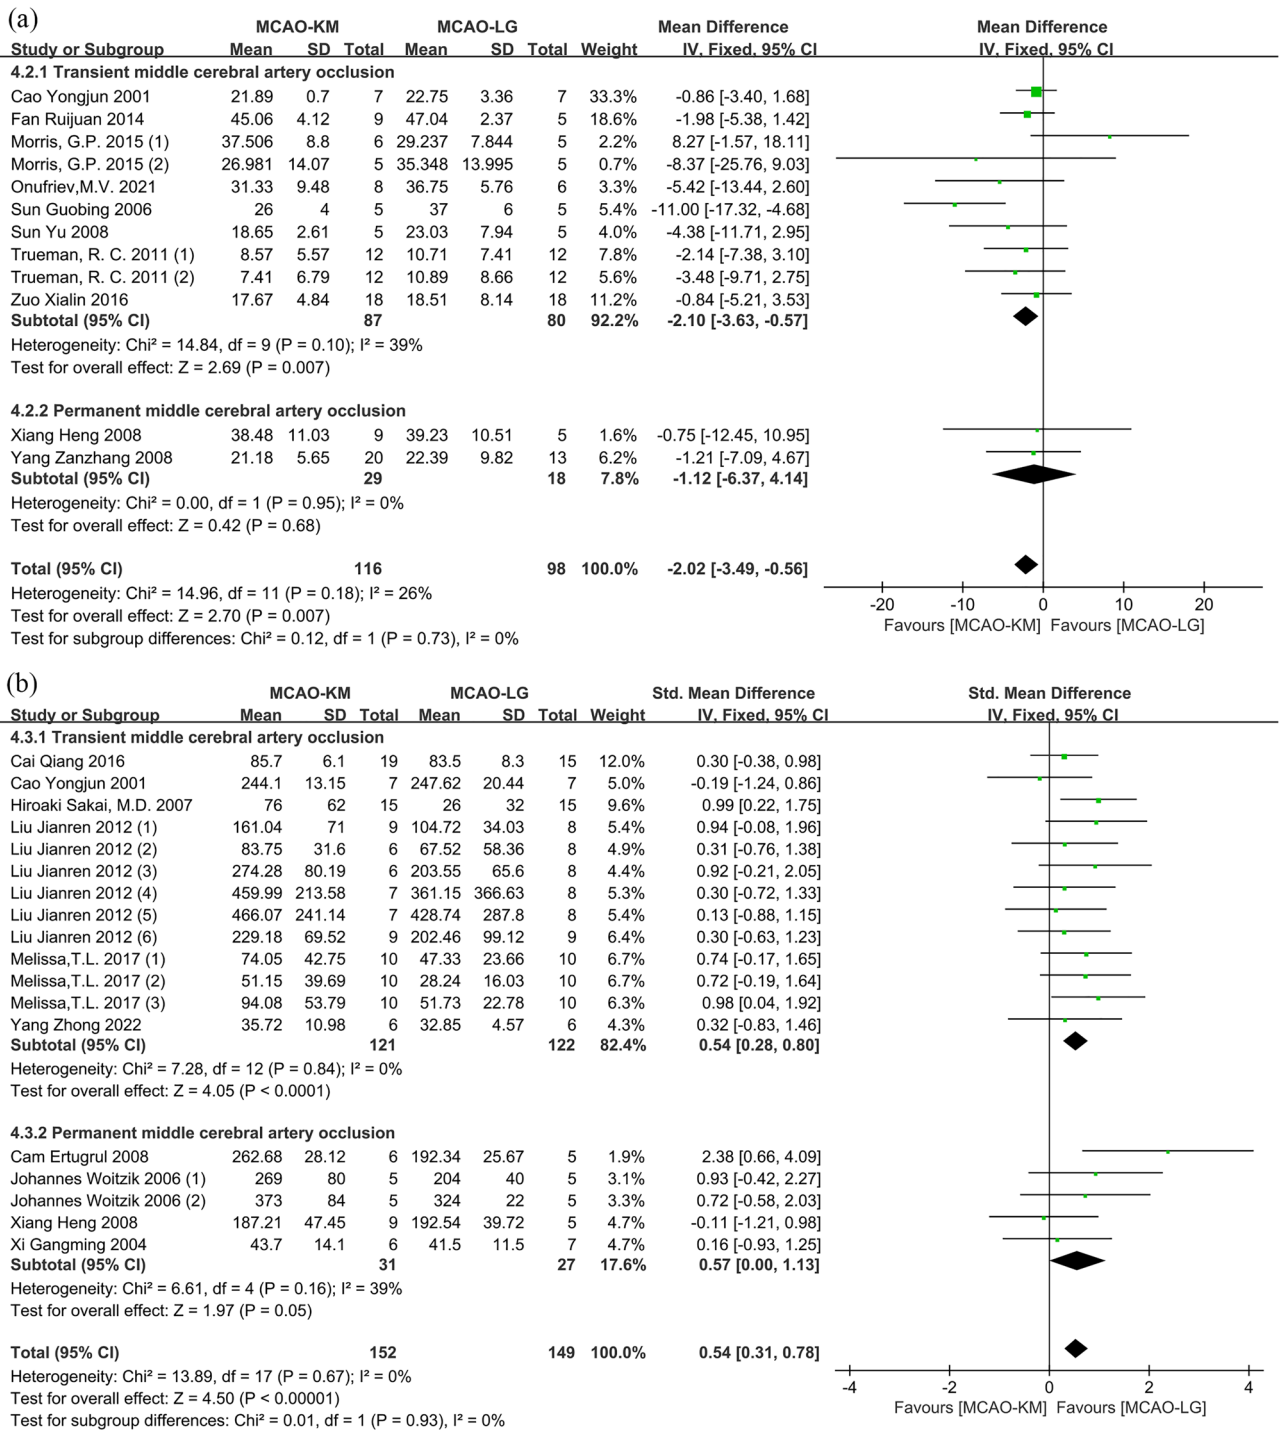 (a)
MCAO-KM MCAO-LG Mean Difference Mean Difference
Study or Subgroup Mean SD Total Mean SD Total Weight IV, Fixed, 95% CI IV, Fixed, 95% CI
4.2.1 Transient middle cerebral artery occlusion
Cao Yongjun 2001 21.89 0.7 7 22.75 3.36 7 33.3% -0.86 [-3.40, 1.68]
Fan Ruijuan 2014 45.06 4.12 9 47.04 2.37 5 18.6% -1.98 [-5.38, 1.42]
Morris, G.P. 2015 (1) 37.506 8.8 6 29.237 7.844 5 2.2% 8.27 [-1.57, 18.11]
Morris, G.P. 2015 (2) 26.981 14.07 5 35.348 13.995 5 0.7% -8.37 [-25.76, 9.03]
Onufriev,M.V. 2021 31.33 9.48 8 36.75 5.76 6 3.3% -5.42 [-13.44, 2.60]
Sun Guobing 2006 26 4 5 37 6 5 5.4% -11.00 [-17.32, -4.68]
Sun Yu 2008 18.65 2.61 5 23.03 7.94 5 4.0% -4.38 [-11.71, 2.95]
Trueman, R. C. 2011 (1) 8.57 5.57 12 10.71 7.41 12 7.8% -2.14 [-7.38, 3.10]
Trueman, R. C. 2011 (2) 7.41 6.79 12 10.89 8.66 12 5.6% -3.48 [-9.71, 2.75]
Zuo Xialin 2016 17.67 4.84 18 18.51 8.14 18 11.2% -0.84 [-5.21, 3.53]
Subtotal (95% CI) 87 80 92.2% -2.10 [-3.63, -0.57]
Heterogeneity: Chi² = 14.84, df = 9 (P = 0.10); I² = 39%
Test for overall effect: Z = 2.69 (P = 0.007)
4.2.2 Permanent middle cerebral artery occlusion
Xiang Heng 2008 38.48 11.03 9 39.23 10.51 5 1.6% -0.75 [-12.45, 10.95]
Yang Zanzhang 2008 21.18 5.65 20 22.39 9.82 13 6.2% -1.21 [-7.09, 4.67]
Subtotal (95% CI) 29 18 7.8% -1.12 [-6.37, 4.14]
Heterogeneity: Chi² = 0.00, df = 1 (P = 0.95); I² = 0%
Test for overall effect: Z = 0.42 (P = 0.68)
Total (95% CI) 116 98 100.0% -2.02 [-3.49, -0.56]
Heterogeneity: Chi² = 14.96, df = 11 (P = 0.18); I² = 26%
Test for overall effect: Z = 2.70 (P = 0.007)
Test for subgroup differences: Chi² = 0.12, df = 1 (P = 0.73), I² = 0%
-20 -10 0 10 20
Favours [MCAO-KM] Favours [MCAO-LG]
(b)
MCAO-KM MCAO-LG Std. Mean Difference Std. Mean Difference
Study or Subgroup Mean SD Total Mean SD Total Weight IV, Fixed, 95% CI IV, Fixed, 95% CI
4.3.1 Transient middle cerebral artery occlusion
Cai Qiang 2016 85.7 6.1 19 83.5 8.3 15 12.0% 0.30 [-0.38, 0.98]
Cao Yongjun 2001 244.1 13.15 7 247.62 20.44 7 5.0% -0.19 [-1.24, 0.86]
Hiroaki Sakai, M.D. 2007 76 62 15 26 32 15 9.6% 0.99 [0.22, 1.75]
Liu Jianren 2012 (1) 161.04 71 9 104.72 34.03 8 5.4% 0.94 [-0.08, 1.96]
Liu Jianren 2012 (2) 83.75 31.6 6 67.52 58.36 8 4.9% 0.31 [-0.76, 1.38]
Liu Jianren 2012 (3) 274.28 80.19 6 203.55 65.6 8 4.4% 0.92 [-0.21, 2.05]
Liu Jianren 2012 (4) 459.99 213.58 7 361.15 366.63 8 5.3% 0.30 [-0.72, 1.33]
Liu Jianren 2012 (5) 466.07 241.14 7 428.74 287.8 8 5.4% 0.13 [-0.88, 1.15]
Liu Jianren 2012 (6) 229.18 69.52 9 202.46 99.12 9 6.4% 0.30 [-0.63, 1.23]
Melissa,T.L. 2017 (1) 74.05 42.75 10 47.33 23.66 10 6.7% 0.74 [-0.17, 1.65]
Melissa,T.L. 2017 (2) 51.15 39.69 10 28.24 16.03 10 6.7% 0.72 [-0.19, 1.64]
Melissa,T.L. 2017 (3) 94.08 53.79 10 51.73 22.78 10 6.3% 0.98 [0.04, 1.92]
Yang Zhong 2022 35.72 10.98 6 32.85 4.57 6 4.3% 0.32 [-0.83, 1.46]
Subtotal (95% CI) 121 122 82.4% 0.54 [0.28, 0.80]
Heterogeneity: Chi² = 7.28, df = 12 (P = 0.84); I² = 0%
Test for overall effect: Z = 4.05 (P < 0.0001)
4.3.2 Permanent middle cerebral artery occlusion
Cam Ertugrul 2008 262.68 28.12 6 192.34 25.67 5 1.9% 2.38 [0.66, 4.09]
Johannes Woitzik 2006 (1) 269 80 5 204 40 5 3.1% 0.93 [-0.42, 2.27]
Johannes Woitzik 2006 (2) 373 84 5 324 22 5 3.3% 0.72 [-0.58, 2.03]
Xiang Heng 2008 187.21 47.45 9 192.54 39.72 5 4.7% -0.11 [-1.21, 0.98]
Xi Gangming 2004 43.7 14.1 6 41.5 11.5 7 4.7% 0.16 [-0.93, 1.25]
Subtotal (95% CI) 31 27 17.6% 0.57 [0.00, 1.13]
Heterogeneity: Chi² = 6.61, df = 4 (P = 0.16); I² = 39%
Test for overall effect: Z = 1.97 (P = 0.05)
Total (95% CI) 152 149 100.0% 0.54 [0.31, 0.78]
Heterogeneity: Chi² = 13.89, df = 17 (P = 0.67); I² = 0%
Test for overall effect: Z = 4.50 (P < 0.00001)
Test for subgroup differences: Chi² = 0.01, df = 1 (P = 0.93), I² = 0%
-4 -2 0 2 4
Favours [MCAO-KM] Favours [MCAO-LG]